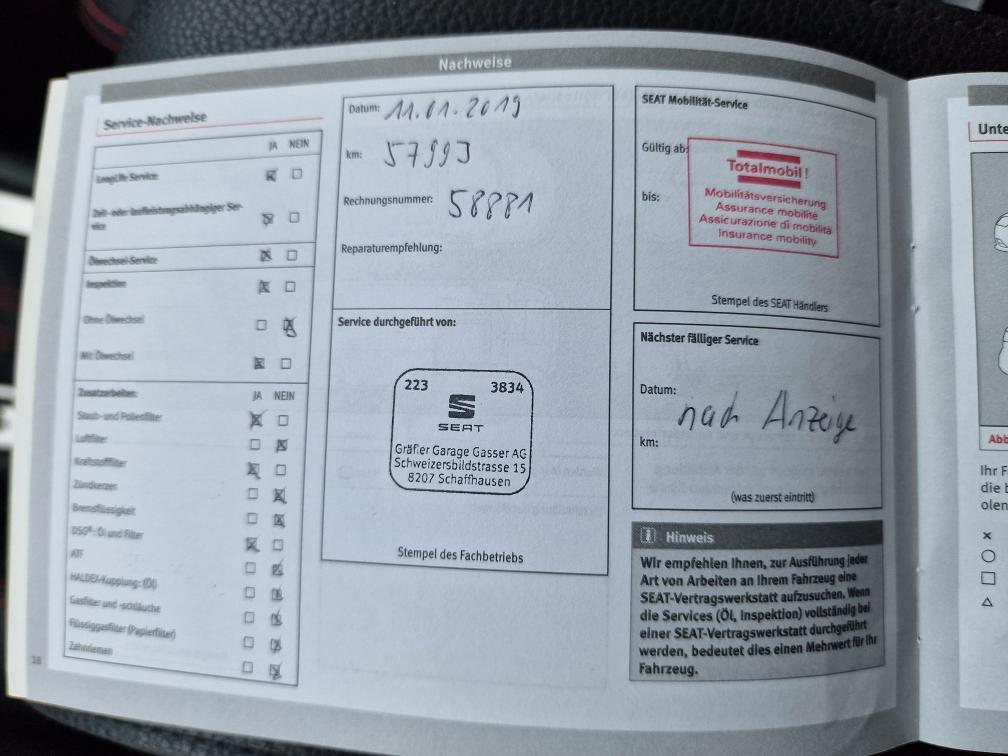 Nachweise
Service-Nachweise
JA NEIN
LongLife Service:
Zeit- oder laufleistungsabhängiger Ser-
vice
Ölwechsel-Service
Inspektion
Ohne Ölwechsel
Mit Ölwechsel
Zusatzarbeiten: JA NEIN
Staub- und Pollenfilter
Luftfilter
Kraftstofffilter
Zündkerzen
Bremsflüssigkeit
DSG®: Öl und Filter
ATF
HALDEX-Kupplung: (Öl)
Gasfilter und -schläuche
Flüssiggasfilter (Papierfilter)
Zahnriemen
18
Datum: 11.01.2019
km: 57993
Rechnungsnummer: 58881
Reparaturempfehlung:
Service durchgeführt von:
223 3834
SEAT
Gräfler Garage Gasser AG
Schweizersbildstrasse 15
8207 Schaffhausen
Stempel des Fachbetriebs
SEAT Mobilität-Service
Gültig ab:
bis:
Totalmobil!
Mobilitätsversicherung
Assurance mobilité
Assicurazione di mobilità
Insurance mobility
Stempel des SEAT Händlers
Nächster fälliger Service
Datum:
nach Anzeige
km:
(was zuerst eintritt)
i Hinweis
Wir empfehlen Ihnen, zur Ausführung jeder
Art von Arbeiten an Ihrem Fahrzeug eine
SEAT-Vertragswerkstatt aufzusuchen. Wenn
die Services (Öl, Inspektion) vollständig bei
einer SEAT-Vertragswerkstatt durchgeführt
werden, bedeutet dies einen Mehrwert für Ihr
Fahrzeug.
Unte
Abb
Ihr F
die b
olen